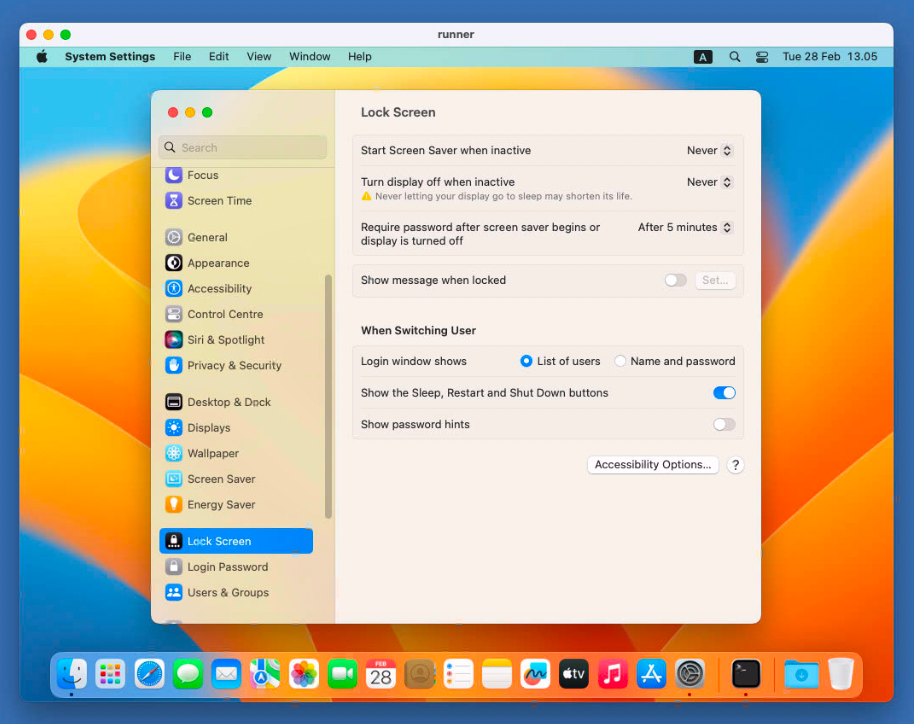 runner
System Settings File Edit View Window Help A Tue 28 Feb 13.05
Search
Focus
Screen Time
General
Appearance
Accessibility
Control Centre
Siri & Spotlight
Privacy & Security
Desktop & Dock
Displays
Wallpaper
Screen Saver
Energy Saver
Lock Screen
Login Password
Users & Groups
Lock Screen
Start Screen Saver when inactive Never
Turn display off when inactive Never
Never letting your display go to sleep may shorten its life.
Require password after screen saver begins or After 5 minutes
display is turned off
Show message when locked Set...
When Switching User
Login window shows List of users Name and password
Show the Sleep, Restart and Shut Down buttons
Show password hints
Accessibility Options... ?
FEB
28
tv